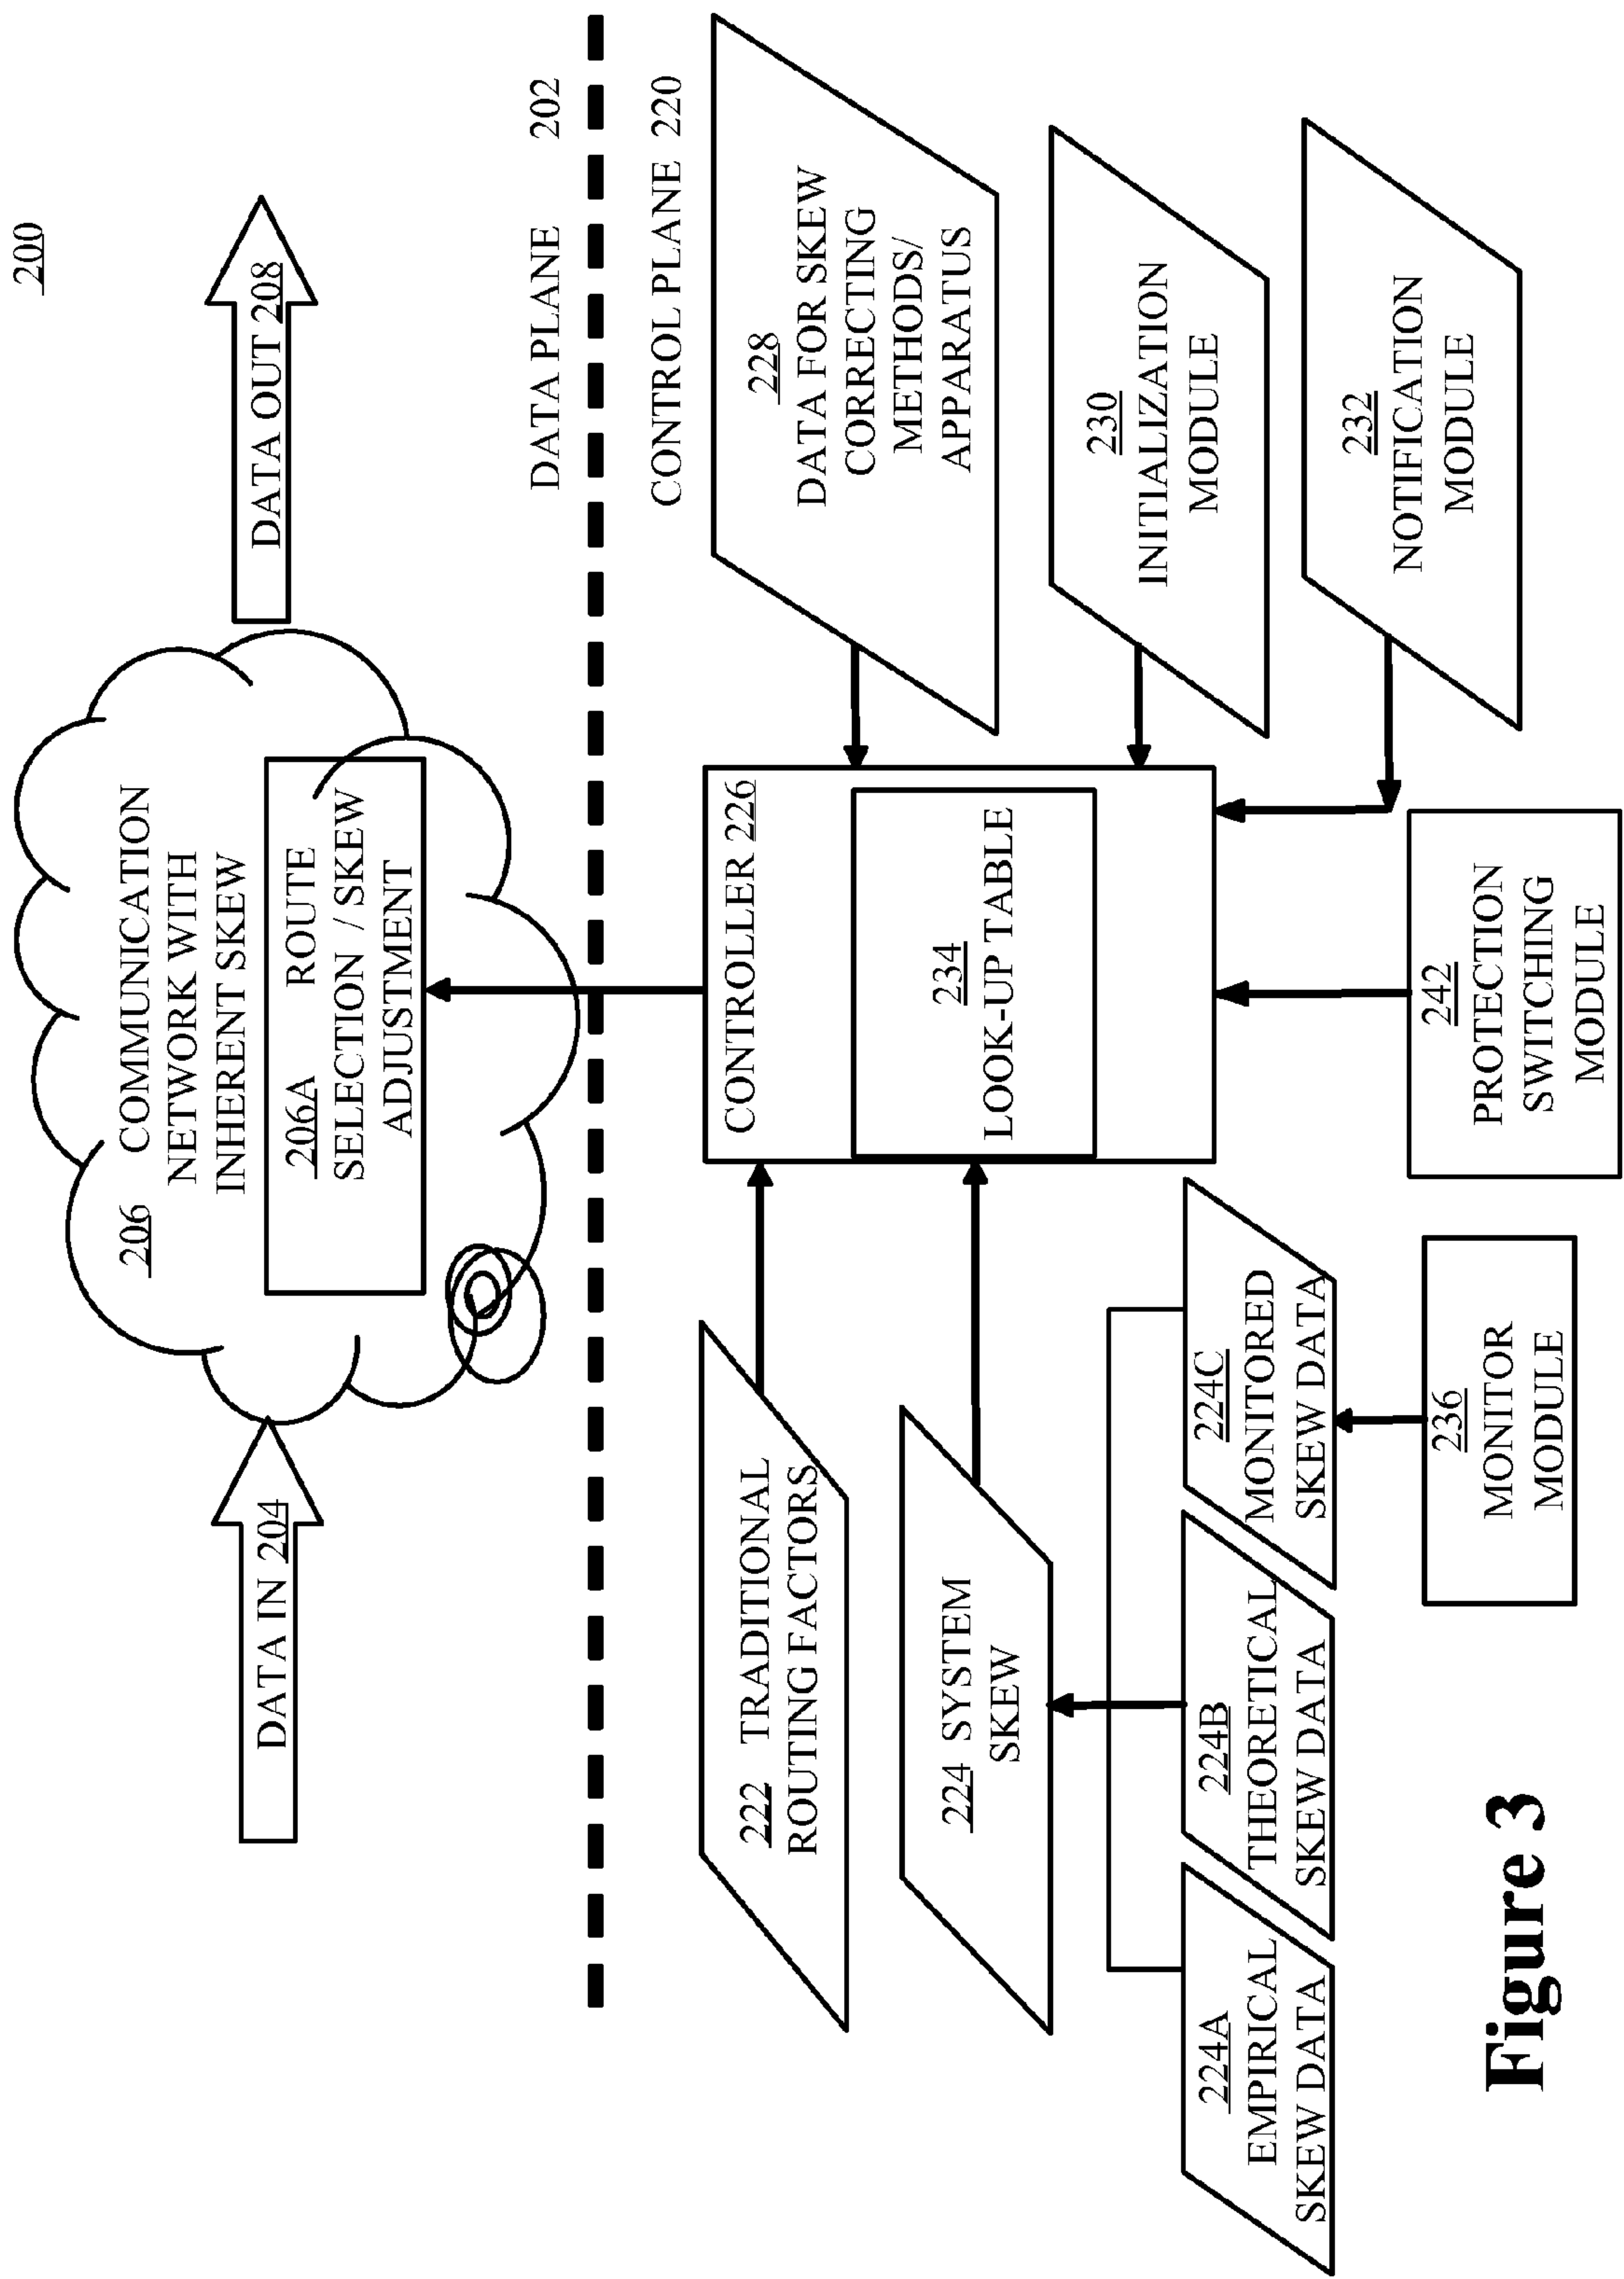 200
206 COMMUNICATION
NETWORK WITH
INHERENT SKEW
206A ROUTE
SELECTION / SKEW
ADJUSTMENT
DATA IN 204
DATA OUT 208
DATA PLANE 202
CONTROL PLANE 220
222 TRADITIONAL
ROUTING FACTORS
CONTROLLER 226
234
LOOK-UP TABLE
228
DATA FOR SKEW
CORRECTING
METHODS/
APPARATUS
224 SYSTEM
SKEW
230
INITIALIZATION
MODULE
224A
EMPIRICAL
SKEW DATA
224B
THEORETICAL
SKEW DATA
224C
MONITORED
SKEW DATA
232
NOTIFICATION
MODULE
236
MONITOR
MODULE
242
PROTECTION
SWITCHING
MODULE
Figure 3